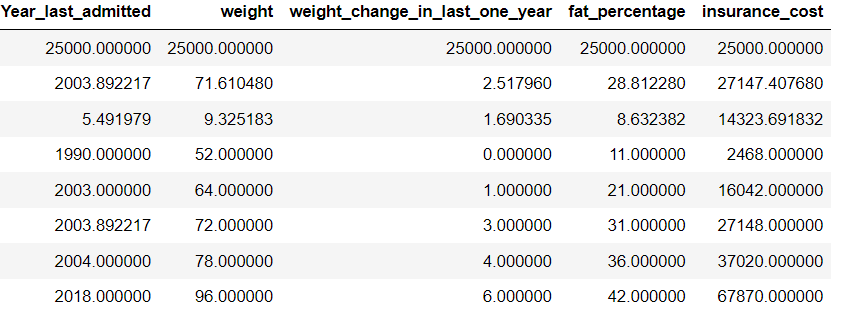 Year_last_admitted weight weight_change_in_last_one_year fat_percentage insurance_cost
25000.000000 25000.000000 25000.000000 25000.000000 25000.000000
2003.892217 71.610480 2.517960 28.812280 27147.407680
5.491979 9.325183 1.690335 8.632382 14323.691832
1990.000000 52.000000 0.000000 11.000000 2468.000000
2003.000000 64.000000 1.000000 21.000000 16042.000000
2003.892217 72.000000 3.000000 31.000000 27148.000000
2004.000000 78.000000 4.000000 36.000000 37020.000000
2018.000000 96.000000 6.000000 42.000000 67870.000000